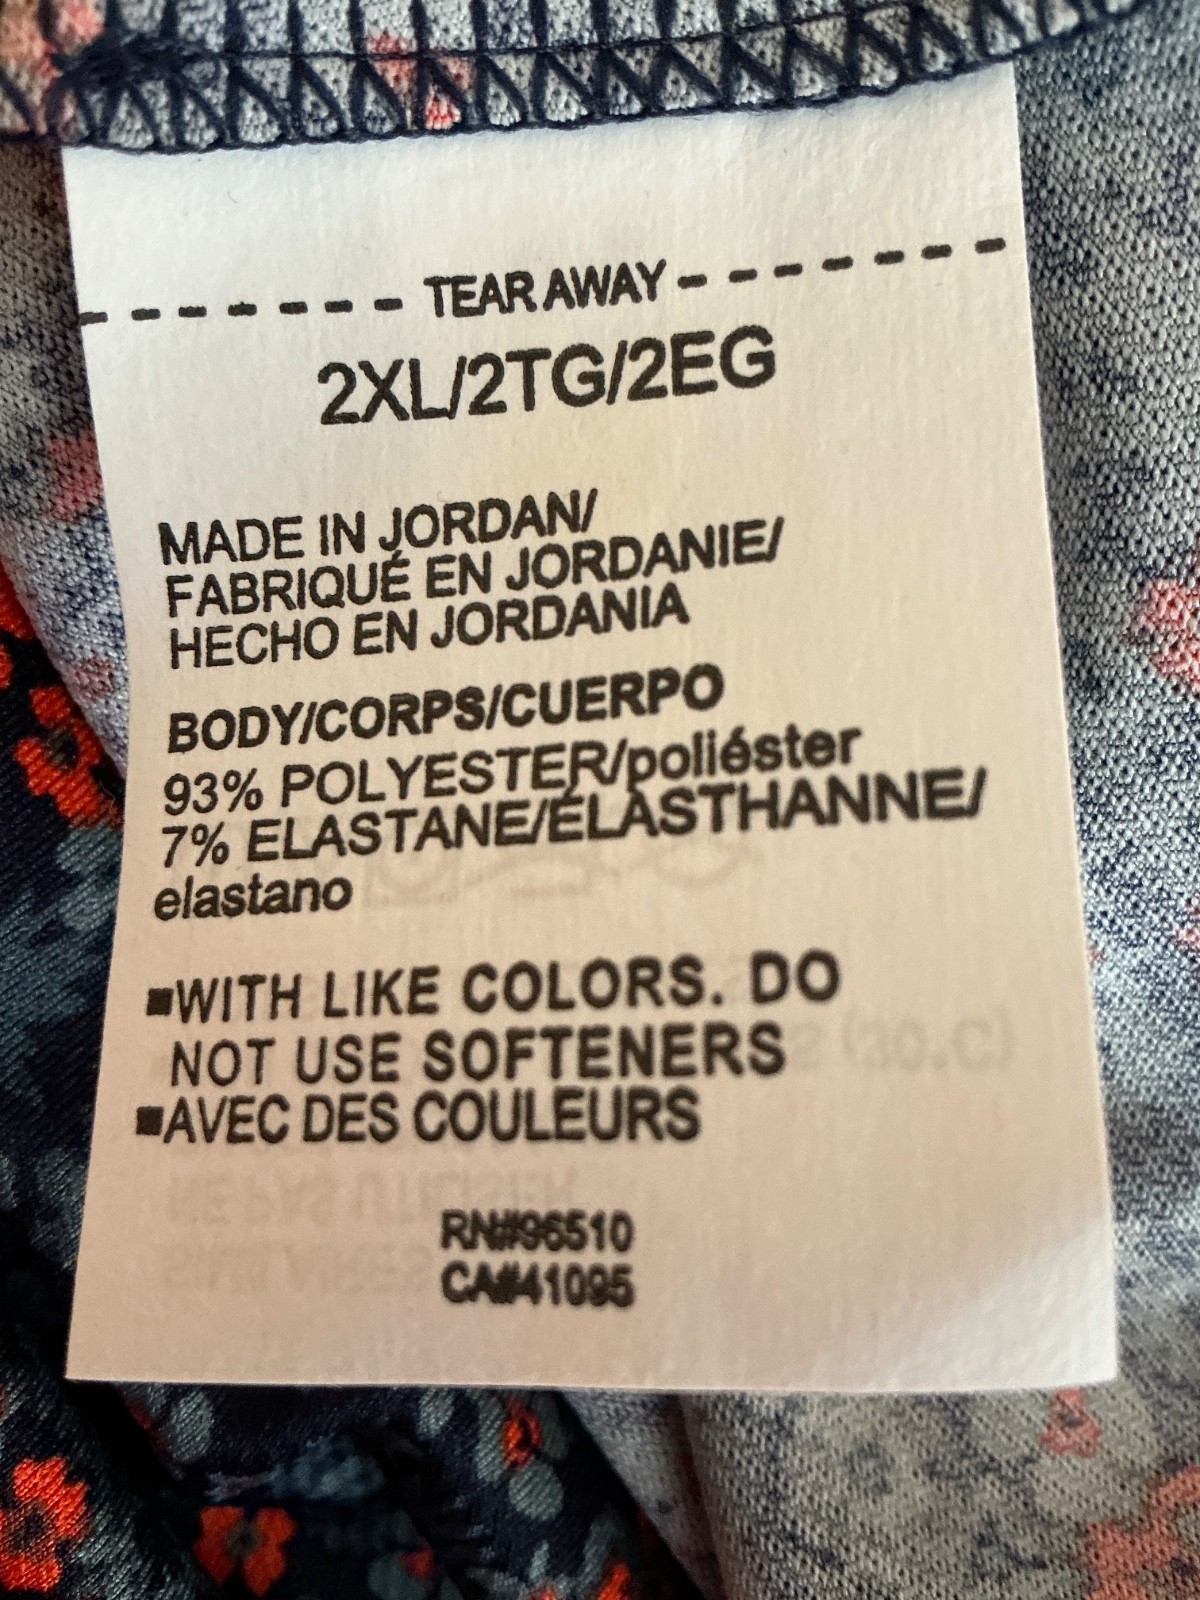 TEAR AWAY
2XL/2TG/2EG
MADE IN JORDAN/
FABRIQUÉ EN JORDANIE/
HECHO EN JORDANIA
BODY/CORPS/CUERPO
93% POLYESTER/poliéster
7% ELASTANE/ÉLASTHANNE/
elastano
▪WITH LIKE COLORS. DO
NOT USE SOFTENERS
▪AVEC DES COULEURS
RN#96510
CA#41095